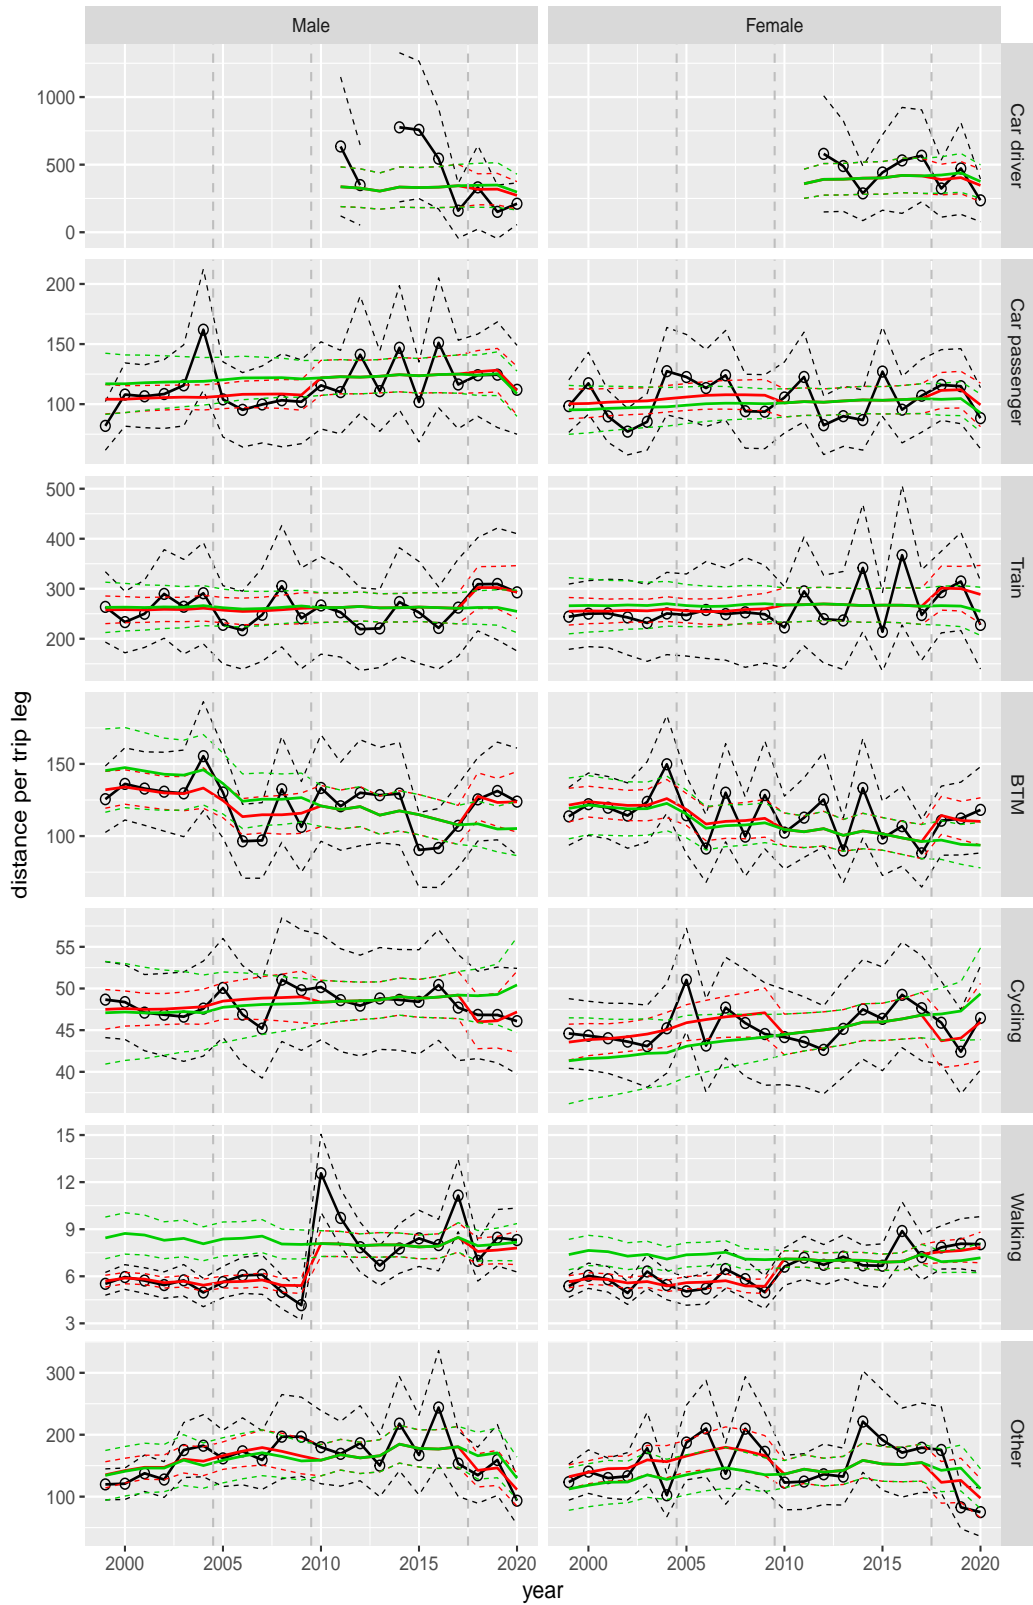 Male Female
1000
500
0
Car driver
200
150
100
Car passenger
500
400
300
200
Train
150
100
BTM
55
50
45
40
Cycling
15
12
9
6
3
Walking
300
200
100
Other
distance per trip leg
2000 2005 2010 2015 2020 2000 2005 2010 2015 2020
year